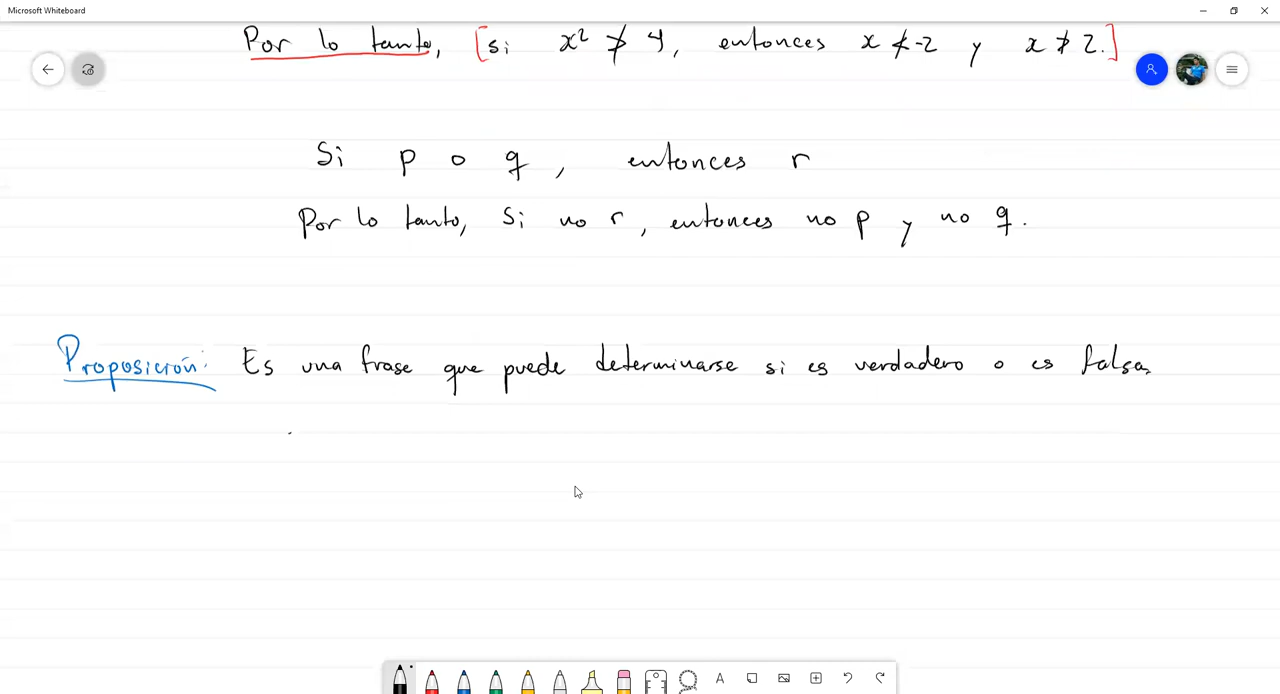 Microsoft Whiteboard
Por lo tanto, [si x² ≯ 4, entonces x ≮ -2 y x ≯ 2.]
Si p o q, entonces r
Por lo tanto, Si no r, entonces no p y no q.
Proposición: Es una frase que puede determinarse si es verdadero o es falsa.